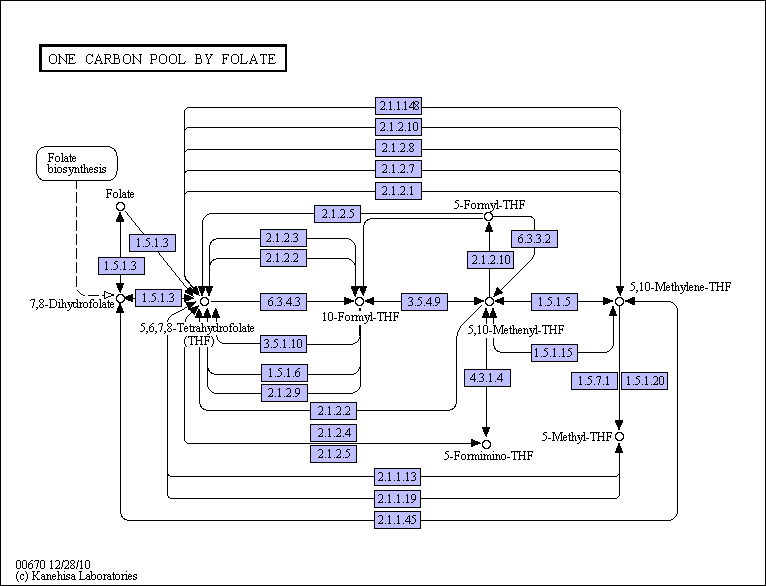 ONE CARBON POOL BY FOLATE
2.1.1.148
2.1.2.10
2.1.2.8
2.1.2.7
2.1.2.1
Folate
biosynthesis
Folate
5-Formyl-THF
2.1.2.5
1.5.1.3
2.1.2.3
6.3.3.2
2.1.2.2
2.1.2.10
1.5.1.3
5,10-Methylene-THF
7,8-Dihydrofolate
1.5.1.3
6.3.4.3
3.5.4.9
1.5.1.5
10-Formyl-THF
5,6,7,8-Tetrahydrofolate
(THF)
5,10-Methenyl-THF
3.5.1.10
1.5.1.15
1.5.1.6
4.3.1.4
1.5.7.1
1.5.1.20
2.1.2.9
2.1.2.2
2.1.2.4
2.1.2.5
5-Methyl-THF
5-Formimino-THF
2.1.1.13
2.1.1.19
2.1.1.45
00670 12/28/10
(c) Kanehisa Laboratories